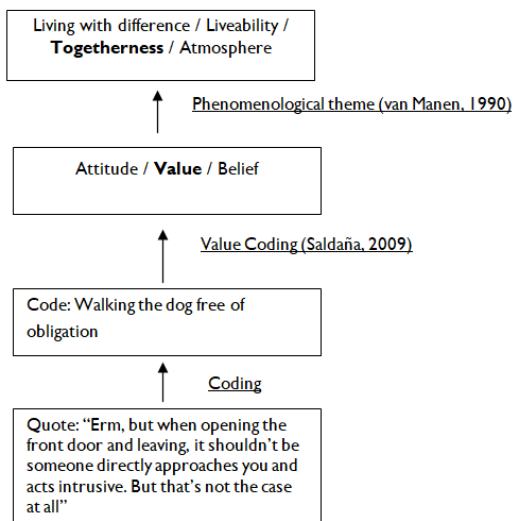 Living with difference / Liveability /
Togetherness / Atmosphere
Phenomenological theme (van Manen, 1990)
Attitude / Value / Belief
Value Coding (Saldaña, 2009)
Code: Walking the dog free of
obligation
Coding
Quote: “Erm, but when opening the
front door and leaving, it shouldn’t be
someone directly approaches you and
acts intrusive. But that’s not the case
at all”